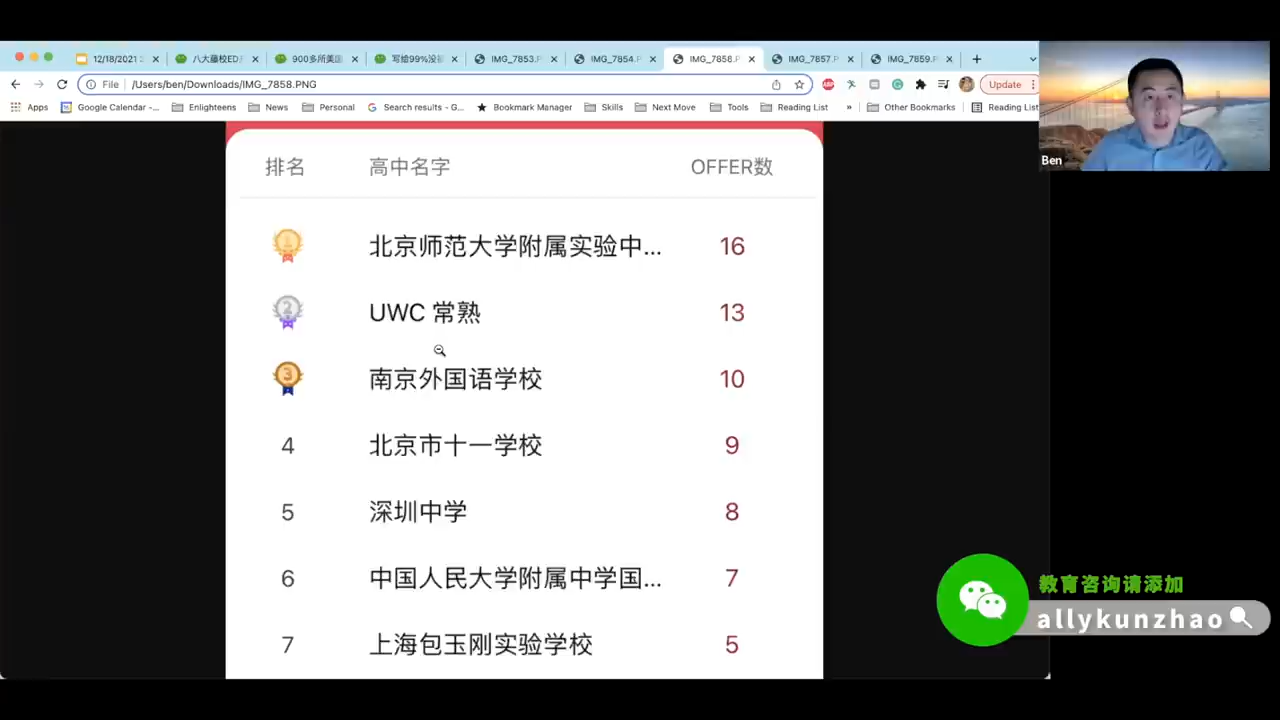 12/18/2021
八大藤校ED
900多所美国
写给99%没
IMG_7853.
IMG_7854.P
IMG_7858.P
IMG_7857.P
IMG_7859.P
File /Users/ben/Downloads/IMG_7858.PNG
Update
Apps Google Calendar -... Enlighteens News Personal Search results - G... Bookmark Manager Skills Next Move Tools Reading List » Other Bookmarks Reading List
Ben
排名 高中名字 OFFER数
1 北京师范大学附属实验中... 16
2 UWC 常熟 13
3 南京外国语学校 10
4 北京市十一学校 9
5 深圳中学 8
6 中国人民大学附属中学国... 7
7 上海包玉刚实验学校 5
教育咨询请添加
allykunzhao